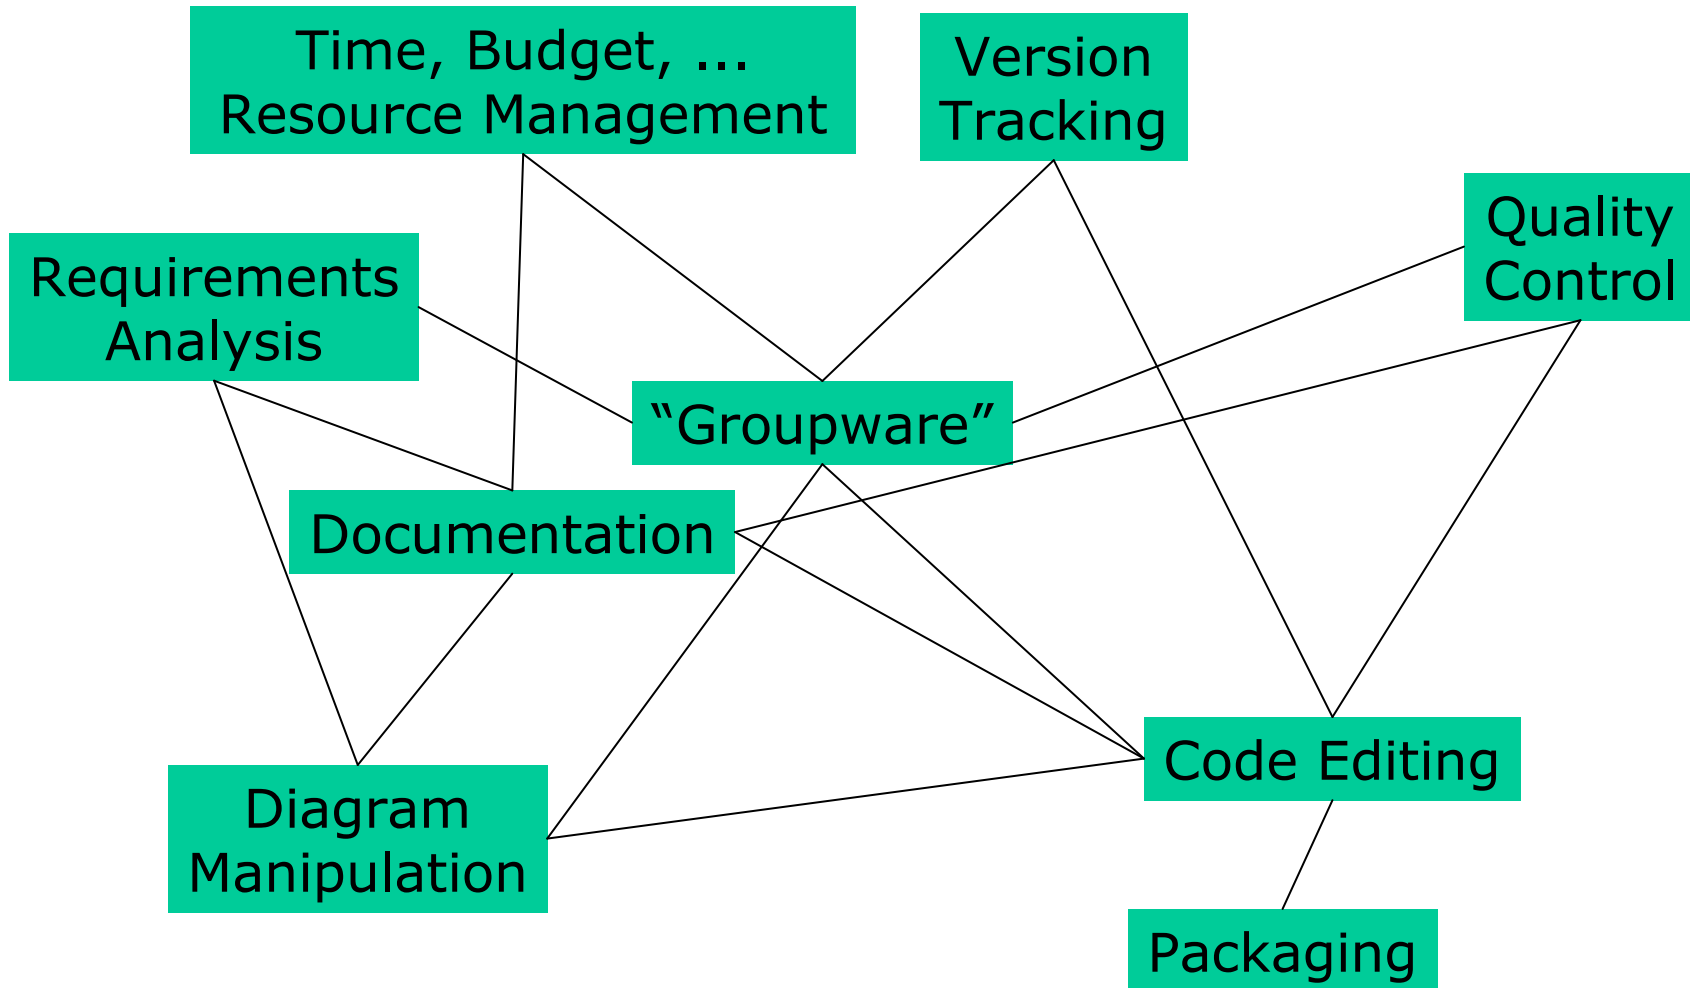 Time, Budget, ...
Resource Management
Version
Tracking
Quality
Control
Requirements
Analysis
“Groupware”
Documentation
Code Editing
Diagram
Manipulation
Packaging